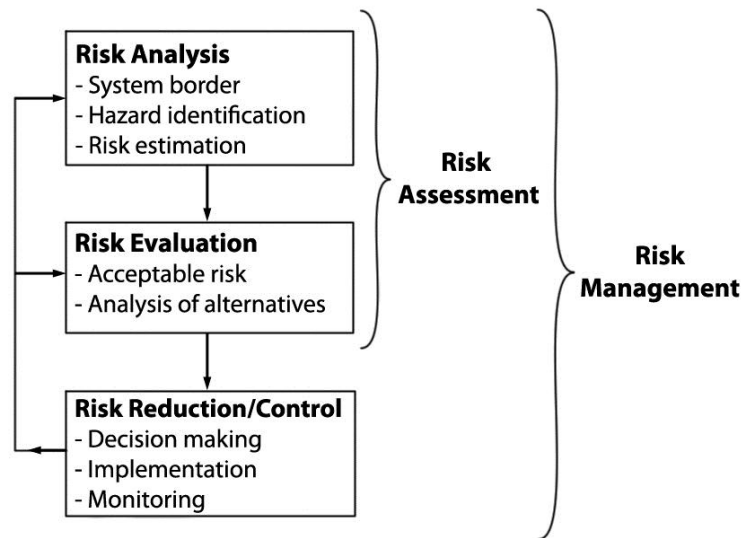 Risk Analysis
- System border
- Hazard identification
- Risk estimation
Risk Evaluation
- Acceptable risk
- Analysis of alternatives
Risk Reduction/Control
- Decision making
- Implementation
- Monitoring
Risk
Assessment
Risk
Management